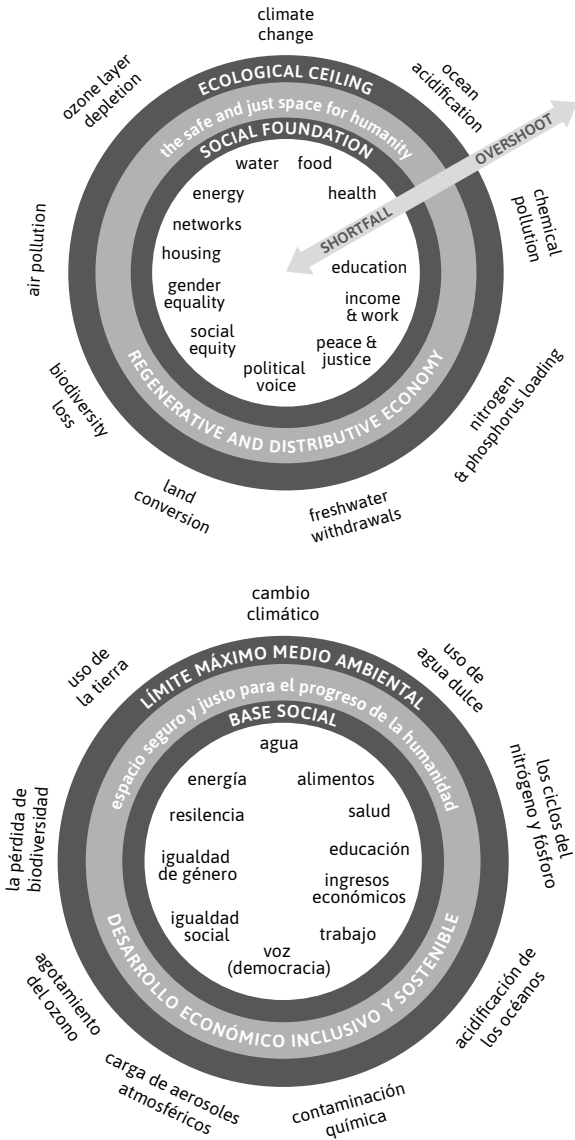 climate
change
ozone layer
depletion
ocean
acidification
ECOLOGICAL CEILING
the safe and just space for humanity
SOCIAL FOUNDATION
OVERSHOOT
SHORTFALL
water
food
energy
health
networks
housing
education
gender
equality
income
& work
social
equity
peace &
justice
political
voice
air pollution
chemical
pollution
REGENERATIVE AND DISTRIBUTIVE ECONOMY
biodiversity
loss
nitrogen
& phosphorus loading
land
conversion
freshwater
withdrawals
cambio
climático
uso de
la tierra
uso de
agua dulce
LÍMITE MÁXIMO MEDIO AMBIENTAL
espacio seguro y justo para el progreso de la humanidad
BASE SOCIAL
agua
energía
alimentos
resilencia
salud
igualdad
de género
educación
ingresos
económicos
igualdad
social
trabajo
voz
(democracia)
la pérdida de
biodiversidad
los ciclos del
nitrógeno y fósforo
DESARROLLO ECONÓMICO INCLUSIVO Y SOSTENIBLE
agotamiento
del ozono
acidificación de
los océanos
carga de aerosoles
atmosféricos
contaminación
química